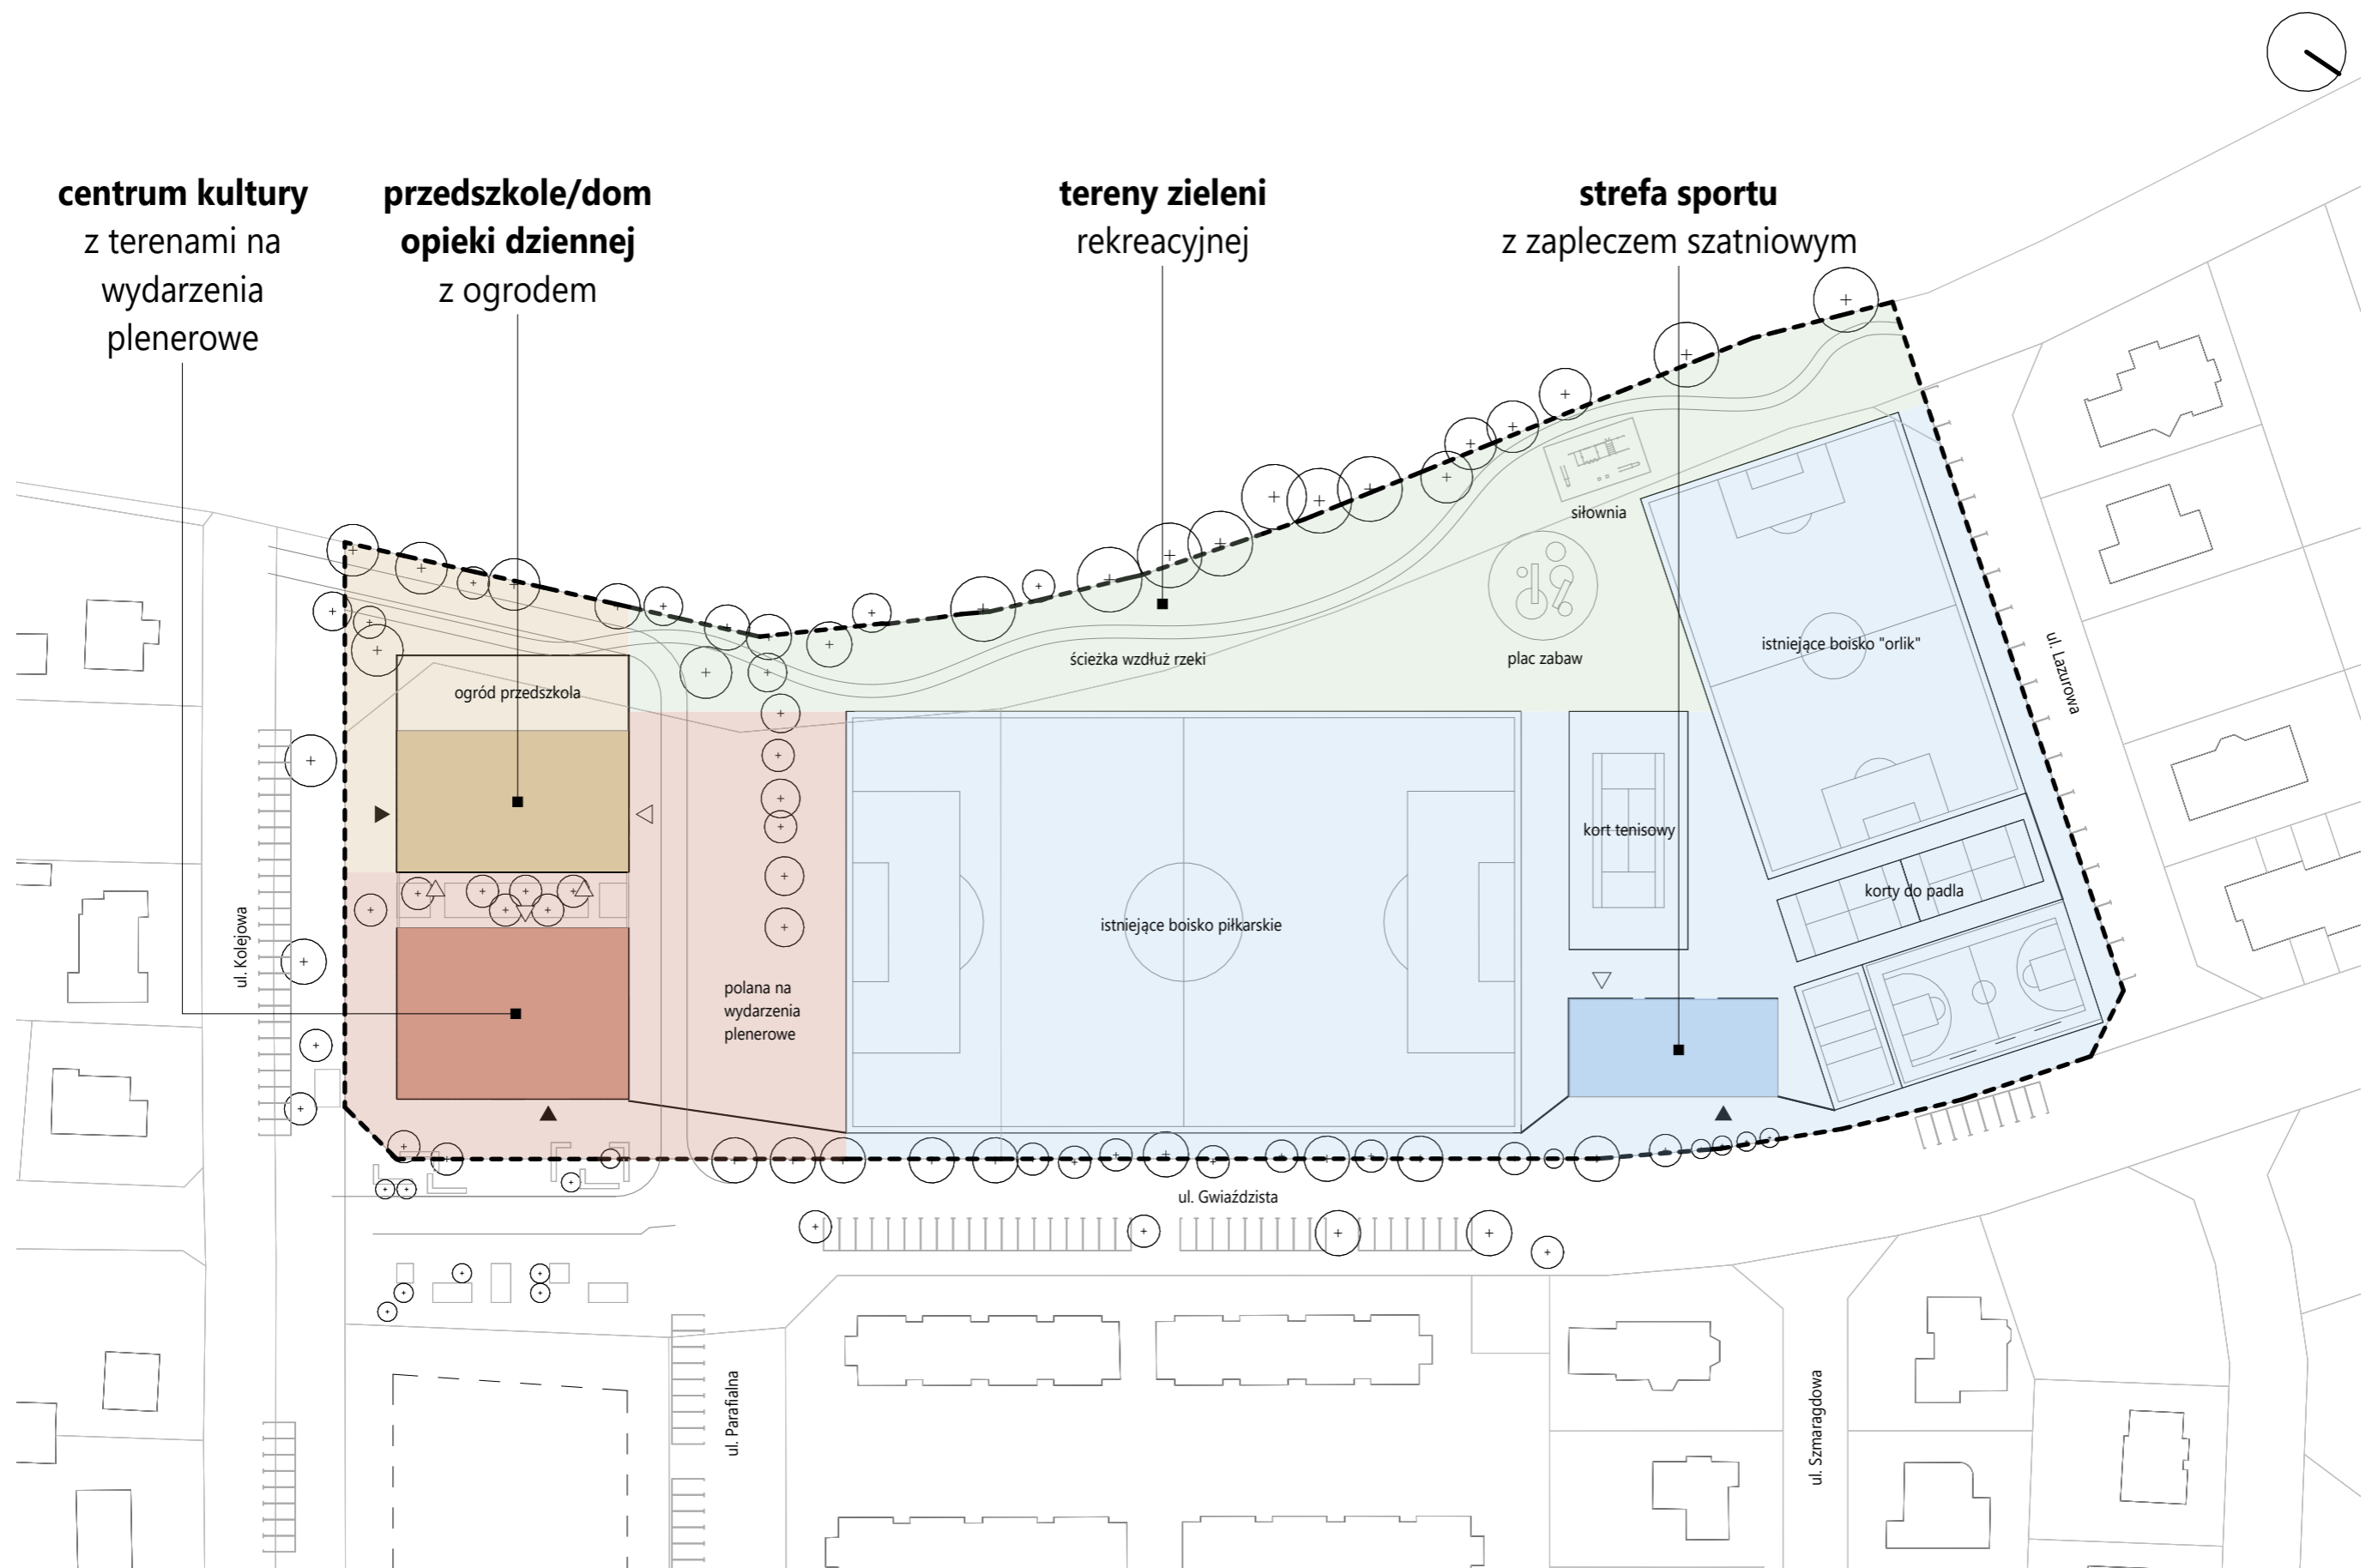 centrum kultury
z terenami na
wydarzenia
plenerowe
przedszkole/dom
opieki dziennej
z ogrodem
tereny zieleni
rekreacyjnej
strefa sportu
z zapleczem szatniowym
siłownia
ścieżka wzdłuż rzeki
plac zabaw
istniejące boisko "orlik"
ul. Lazurowa
ogród przedszkola
kort tenisowy
korty do padla
istniejące boisko piłkarskie
ul. Kolejowa
polana na
wydarzenia
plenerowe
ul. Gwiaździsta
ul. Parafialna
ul. Szmaragdowa